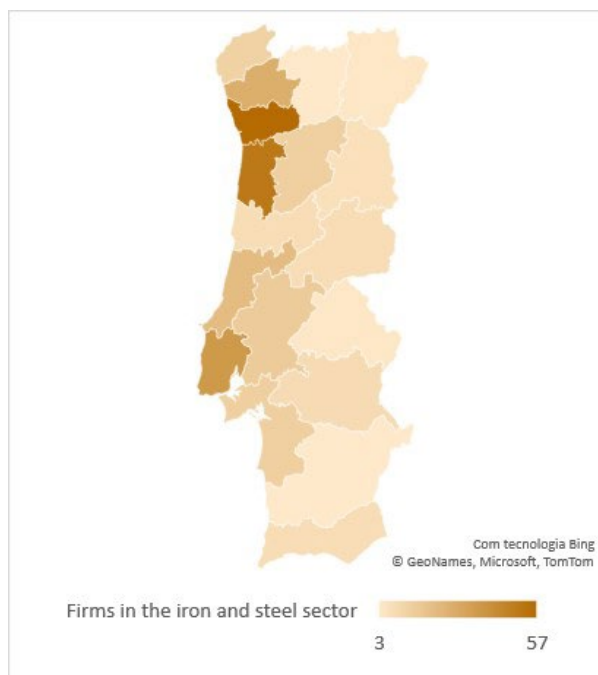 Com tecnologia Bing
© GeoNames, Microsoft, TomTom
Firms in the iron and steel sector
3 57